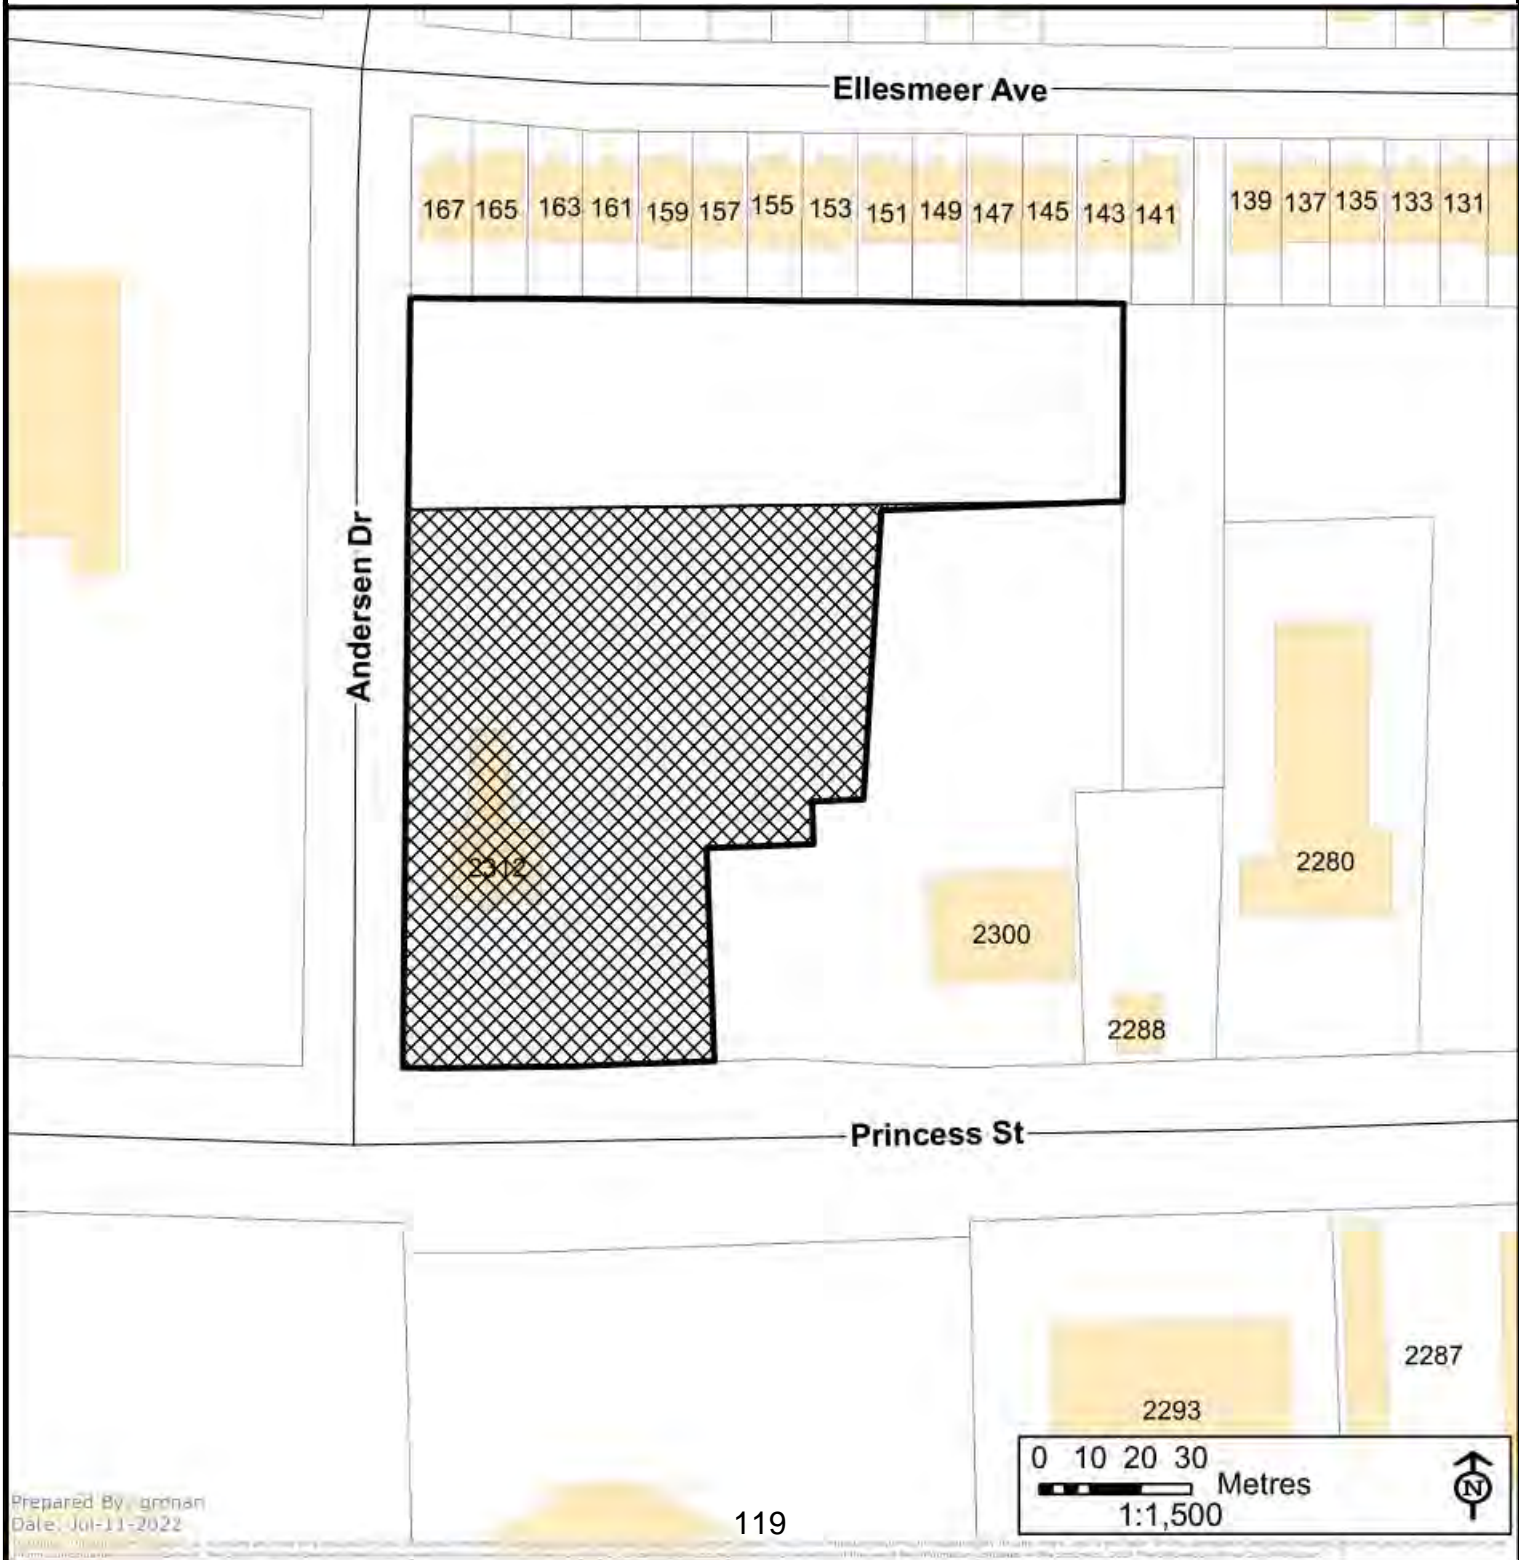 Ellesmeer Ave
167 165 163 161 159 157 155 153 151 149 147 145 143 141 139 137 135 133 131
Andersen Dr
2312
2280
2300
2288
Princess St
2287
2293
0 10 20 30
Metres
N
1:1,500
Prepared By: gronan
Date: Jul-11-2022
119